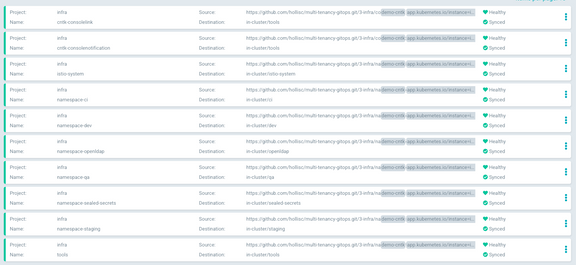 Project: infra Source: https://github.com/hollisc/multi-tenancy-gitops.git/3-infra/co demo-cntk app.kubernetes.io/instance=i... Healthy
Name: cntk-consolelink Destination: in-cluster/tools Synced
Project: infra Source: https://github.com/hollisc/multi-tenancy-gitops.git/3-infra/co demo-cntk app.kubernetes.io/instance=i... Healthy
Name: cntk-consolenotification Destination: in-cluster/tools Synced
Project: infra Source: https://github.com/hollisc/multi-tenancy-gitops.git/3-infra/na demo-cntk app.kubernetes.io/instance=i... Healthy
Name: istio-system Destination: in-cluster/istio-system Synced
Project: infra Source: https://github.com/hollisc/multi-tenancy-gitops.git/3-infra/na demo-cntk app.kubernetes.io/instance=i... Healthy
Name: namespace-ci Destination: in-cluster/ci Synced
Project: infra Source: https://github.com/hollisc/multi-tenancy-gitops.git/3-infra/na demo-cntk app.kubernetes.io/instance=i... Healthy
Name: namespace-dev Destination: in-cluster/dev Synced
Project: infra Source: https://github.com/hollisc/multi-tenancy-gitops.git/3-infra/na demo-cntk app.kubernetes.io/instance=i... Healthy
Name: namespace-openldap Destination: in-cluster/openldap Synced
Project: infra Source: https://github.com/hollisc/multi-tenancy-gitops.git/3-infra/na demo-cntk app.kubernetes.io/instance=i... Healthy
Name: namespace-qa Destination: in-cluster/qa Synced
Project: infra Source: https://github.com/hollisc/multi-tenancy-gitops.git/3-infra/na demo-cntk app.kubernetes.io/instance=i... Healthy
Name: namespace-sealed-secrets Destination: in-cluster/sealed-secrets Synced
Project: infra Source: https://github.com/hollisc/multi-tenancy-gitops.git/3-infra/na demo-cntk app.kubernetes.io/instance=i... Healthy
Name: namespace-staging Destination: in-cluster/staging Synced
Project: infra Source: https://github.com/hollisc/multi-tenancy-gitops.git/3-infra/na demo-cntk app.kubernetes.io/instance=i... Healthy
Name: tools Destination: in-cluster/tools Synced